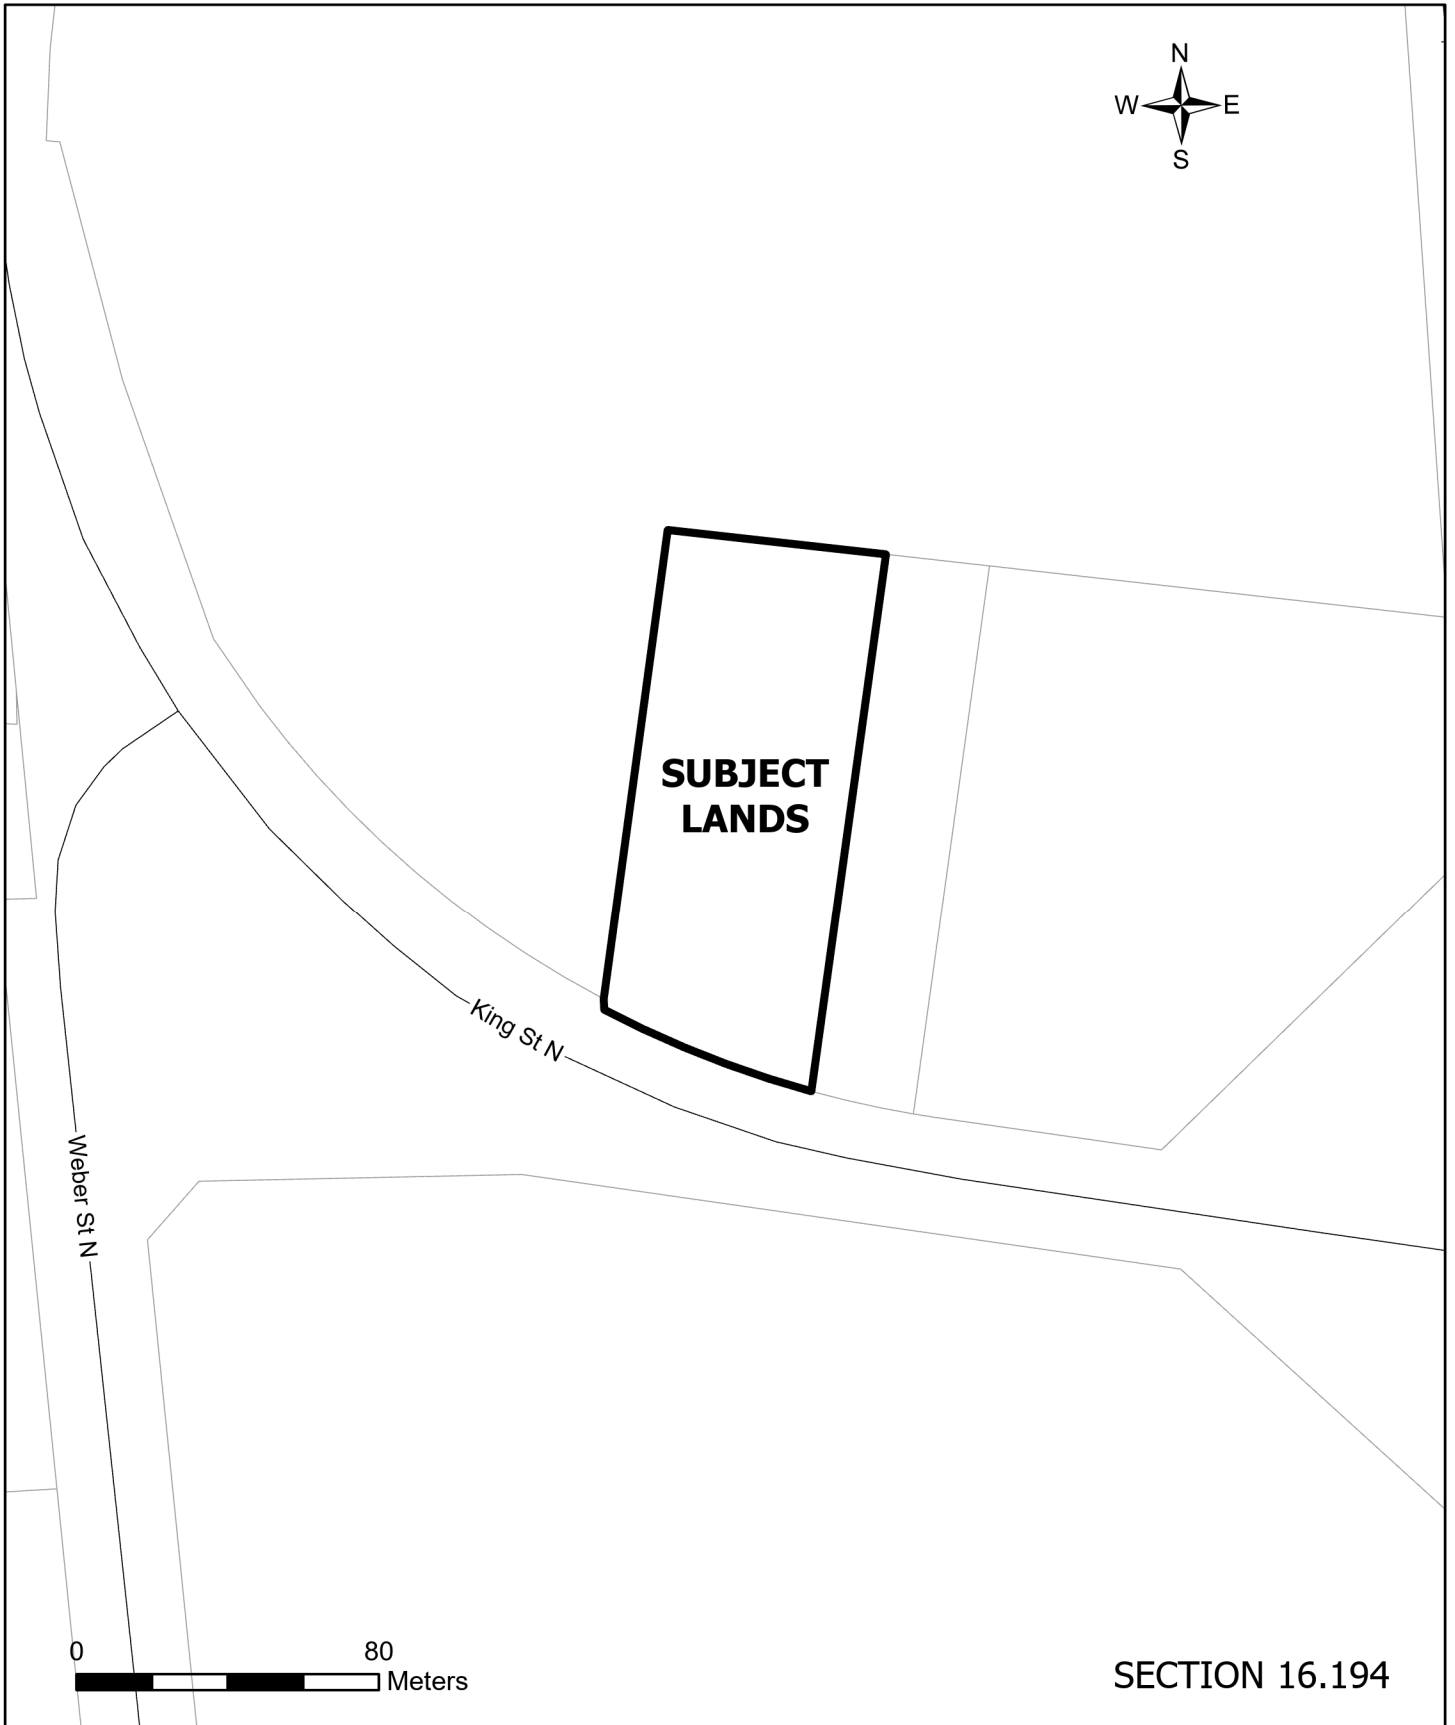 N
W E
S
SUBJECT
LANDS
King St N
Weber St N
0 80
Meters
SECTION 16.194